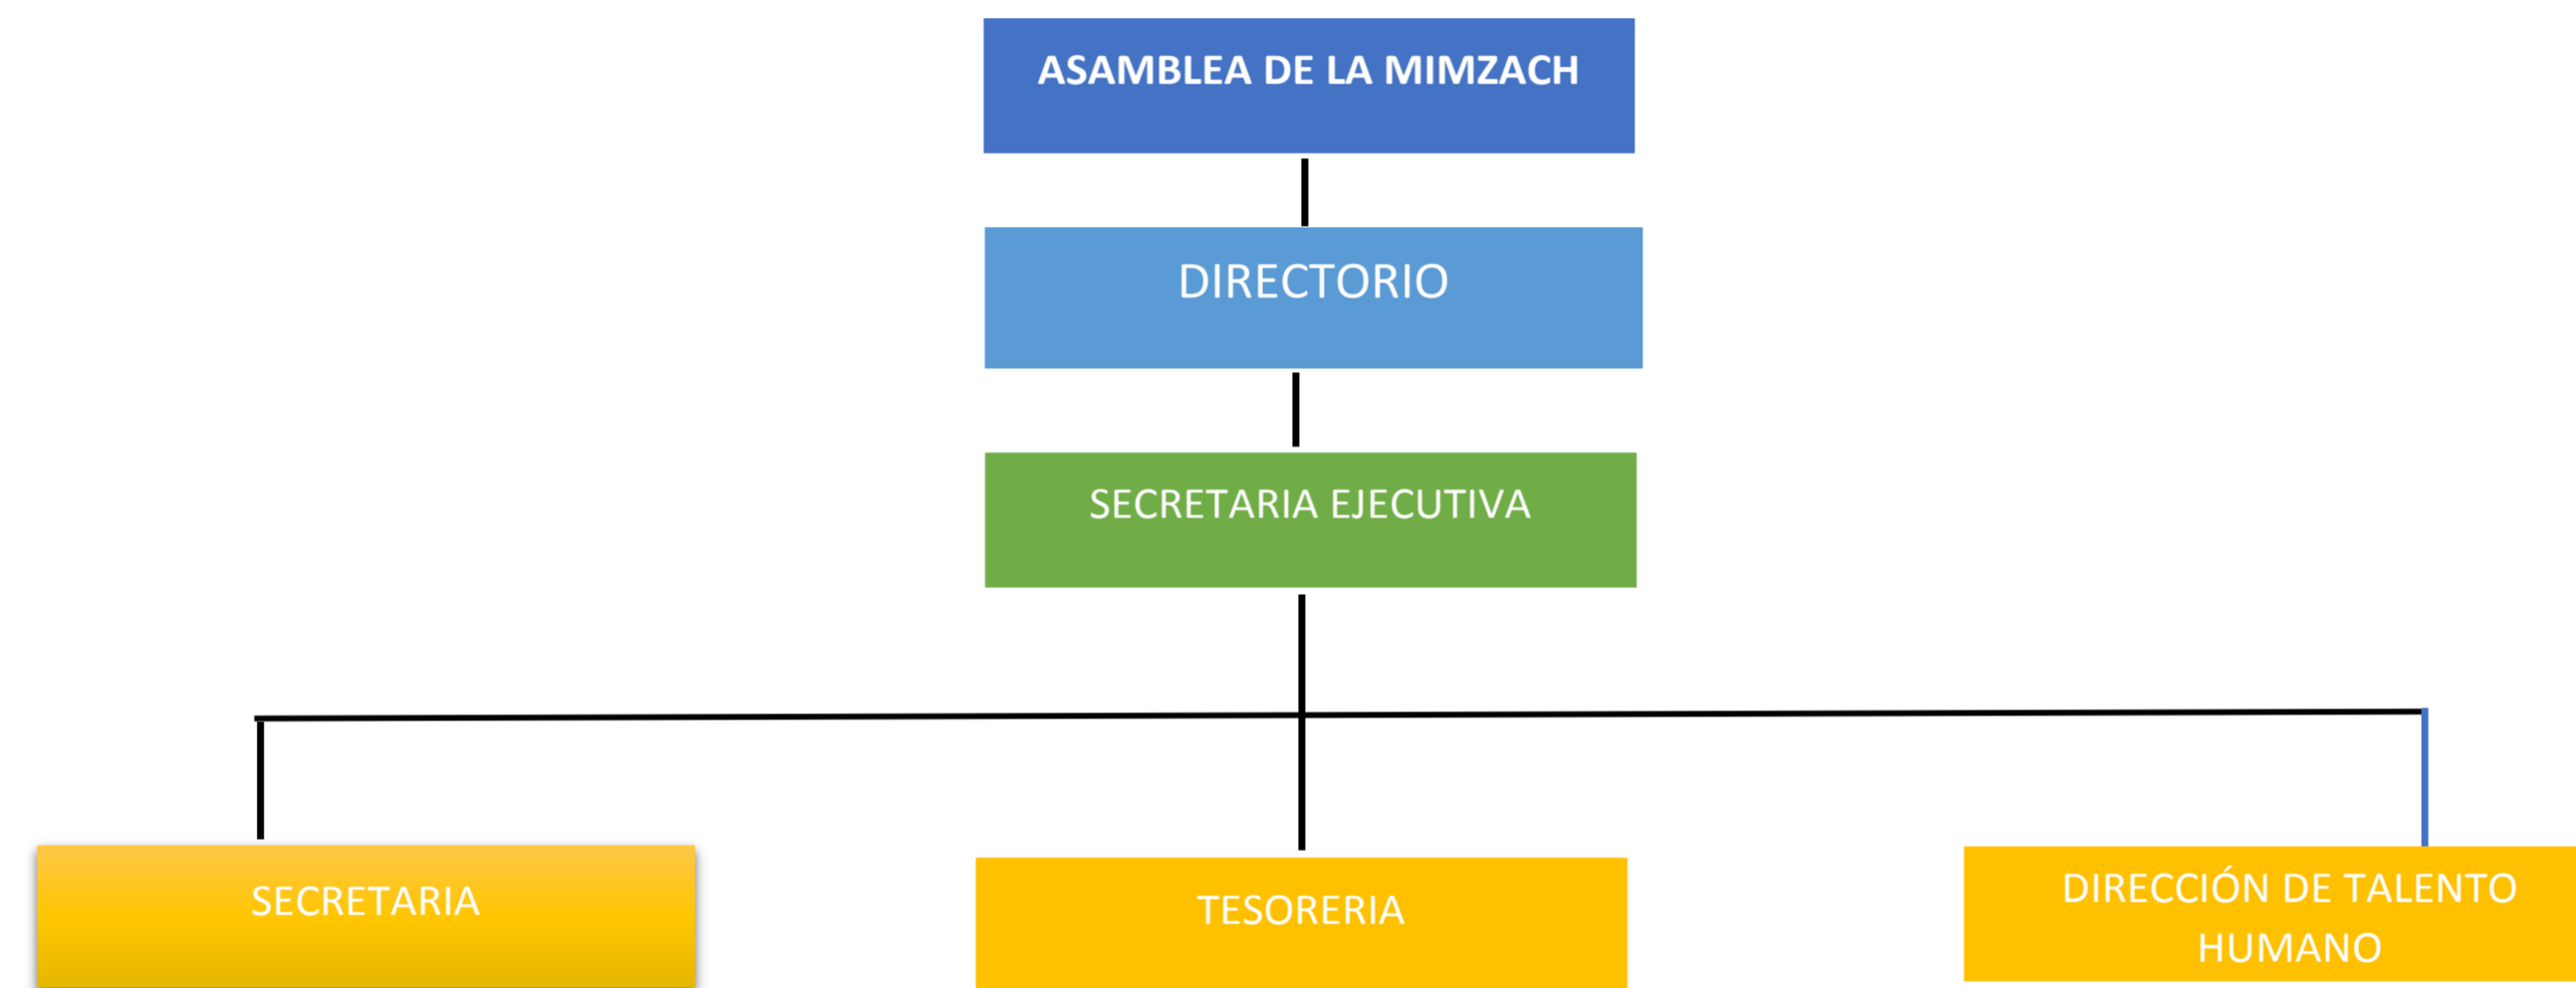 ASAMBLEA DE LA MIMZACH
DIRECTORIO
SECRETARIA EJECUTIVA
SECRETARIA
TESORERIA
DIRECCIÓN DE TALENTO
HUMANO